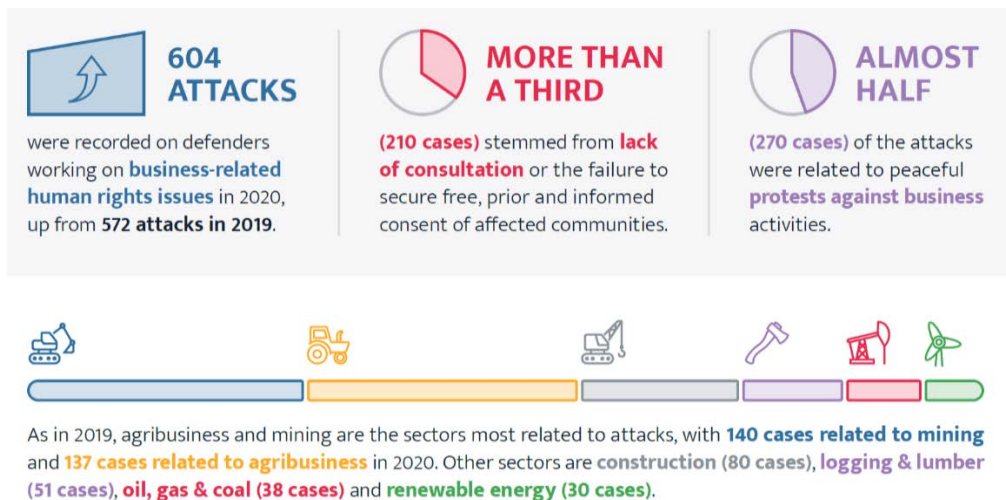 604
ATTACKS
were recorded on defenders
working on business-related
human rights issues in 2020,
up from 572 attacks in 2019.
MORE THAN
A THIRD
(210 cases) stemmed from lack
of consultation or the failure to
secure free, prior and informed
consent of affected communities.
ALMOST
HALF
(270 cases) of the attacks
were related to peaceful
protests against business
activities.
As in 2019, agribusiness and mining are the sectors most related to attacks, with 140 cases related to mining
and 137 cases related to agribusiness in 2020. Other sectors are construction (80 cases), logging & lumber
(51 cases), oil, gas & coal (38 cases) and renewable energy (30 cases).